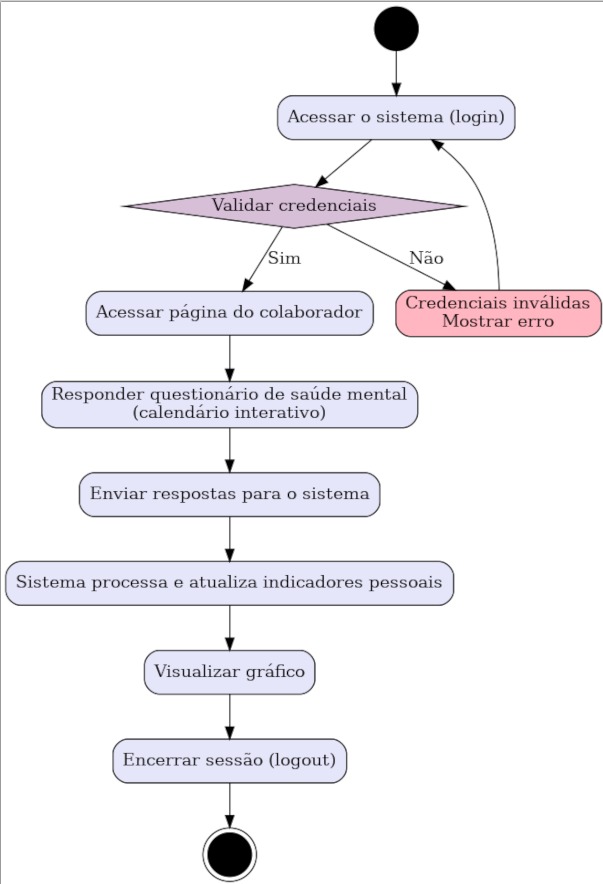 Acessar o sistema (login)
Validar credenciais
Sim
Não
Acessar página do colaborador
Credenciais inválidas
Mostrar erro
Responder questionário de saúde mental
(calendário interativo)
Enviar respostas para o sistema
Sistema processa e atualiza indicadores pessoais
Visualizar gráfico
Encerrar sessão (logout)